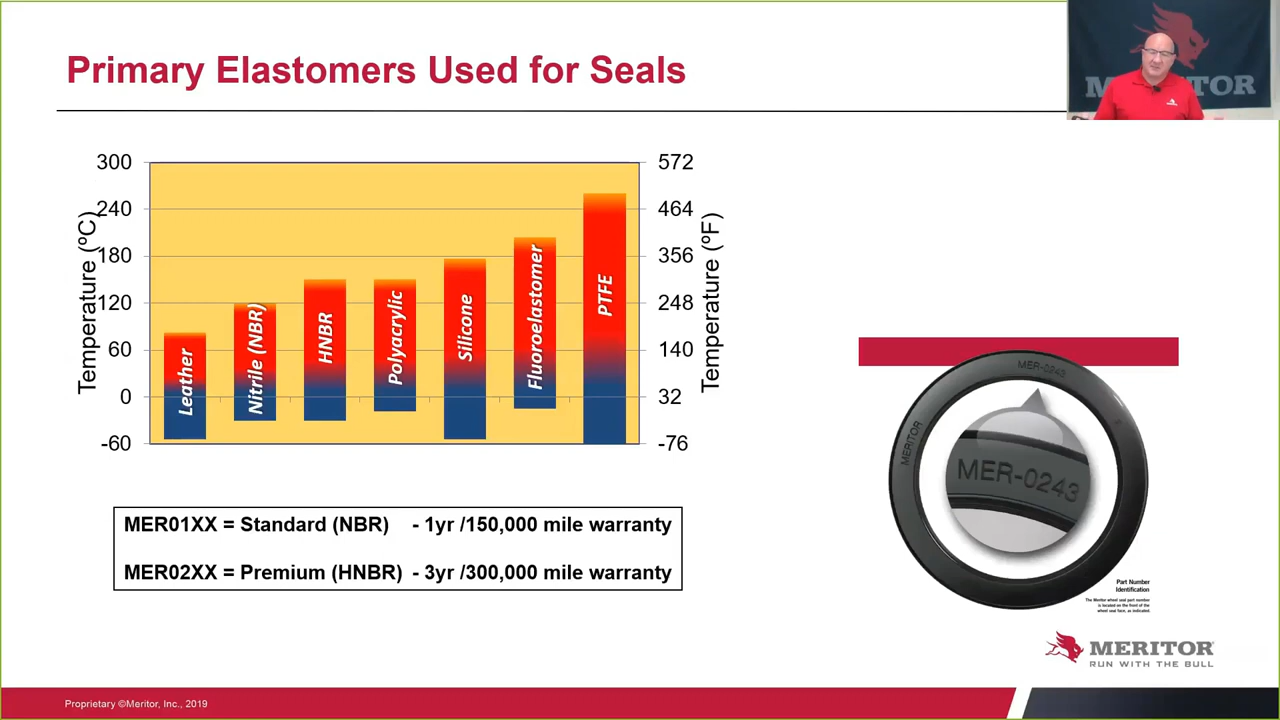 Primary Elastomers Used for Seals
MERITOR
300
240
180
120
60
0
-60
Temperature (ºC)
Leather
Nitrile (NBR)
HNBR
Polyacrylic
Silicone
Fluoroelastomer
PTFE
572
464
356
248
140
32
-76
Temperature (ºF)
MER01XX = Standard (NBR) - 1yr /150,000 mile warranty
MER02XX = Premium (HNBR) - 3yr /300,000 mile warranty
MER-0243
MERITOR
MER-0243
Part Number
Identification
The Meritor wheel seal part number
is located on the front of the
wheel seal face, as indicated.
MERITOR
RUN WITH THE BULL
Proprietary ©Meritor, Inc., 2019